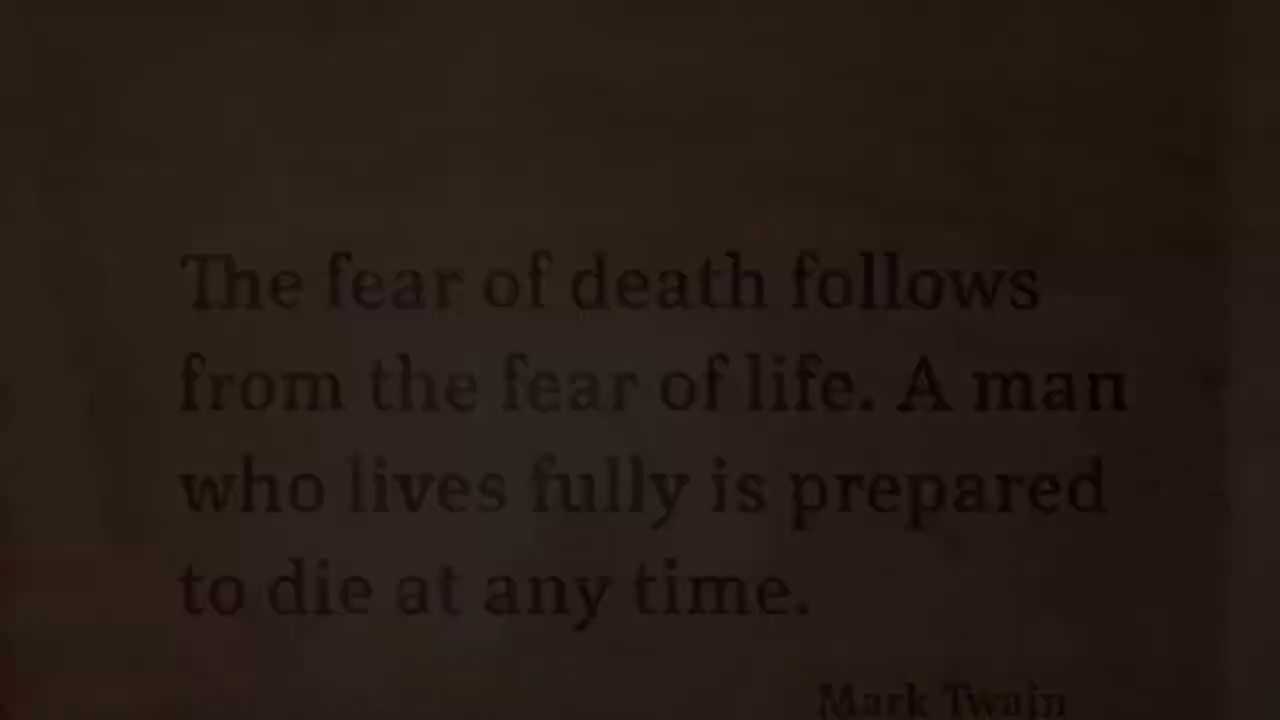 The fear of death follows
from the fear of life. A man
who lives fully is prepared
to die at any time.
Mark Twain